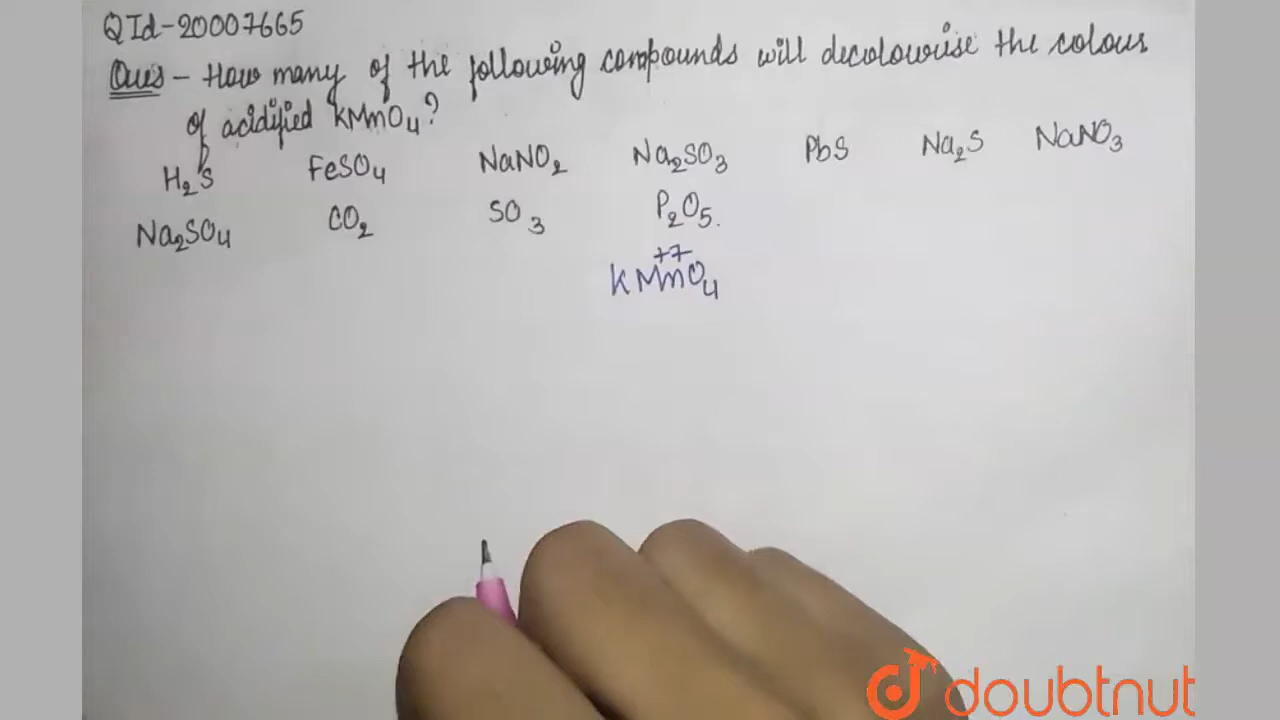 QId-20007665
Ques - How many of the following compounds will decolourise the colour
of acidified KMnO4?
H2S FeSO4 NaNO2 Na2SO3 PbS Na2S NaNO3
Na2SO4 CO2 SO3 P2O5.
+7
KMnO4
doubtnut